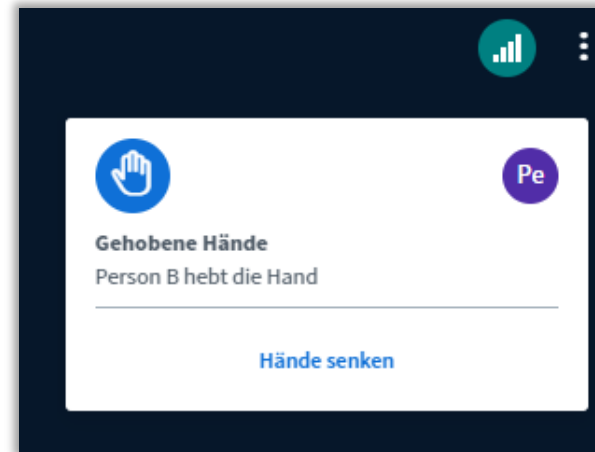 Pe
Gehobene Hände
Person B hebt die Hand
Hände senken